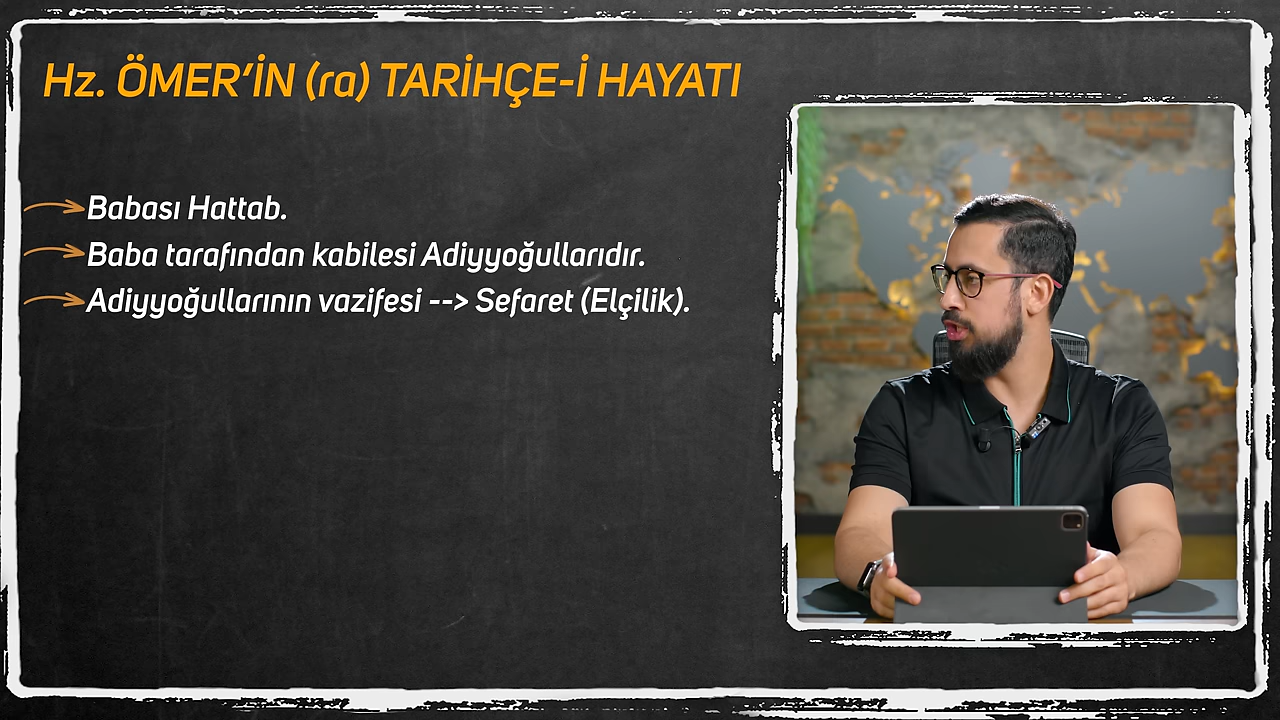 Hz. ÖMER'İN (ra) TARİHÇE-İ HAYATI
Babası Hattab.
Baba tarafından kabilesi Adiyyoğullarıdır.
Adiyyoğullarının vazifesi --> Sefaret (Elçilik).